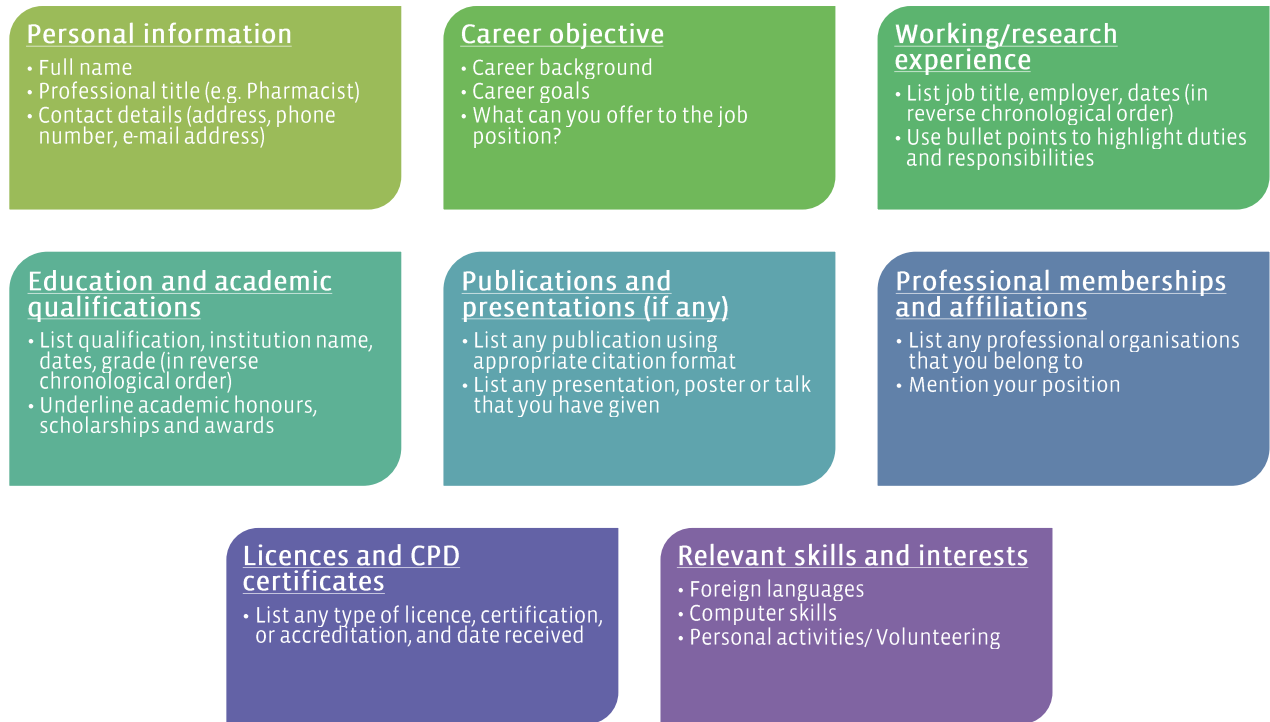 Personal information
• Full name
• Professional title (e.g. Pharmacist)
• Contact details (address, phone
number, e-mail address)
Career objective
• Career background
• Career goals
• What can you offer to the job
position?
Working/research
experience
• List job title, employer, dates (in
reverse chronological order)
• Use bullet points to highlight duties
and responsibilities
Education and academic
qualifications
• List qualification, institution name,
dates, grade (in reverse
chronological order)
• Underline academic honours,
scholarships and awards
Publications and
presentations (if any)
• List any publication using
appropriate citation format
• List any presentation, poster or talk
that you have given
Professional memberships
and affiliations
• List any professional organisations
that you belong to
• Mention your position
Licences and CPD
certificates
• List any type of licence, certification,
or accreditation, and date received
Relevant skills and interests
• Foreign languages
• Computer skills
• Personal activities/ Volunteering